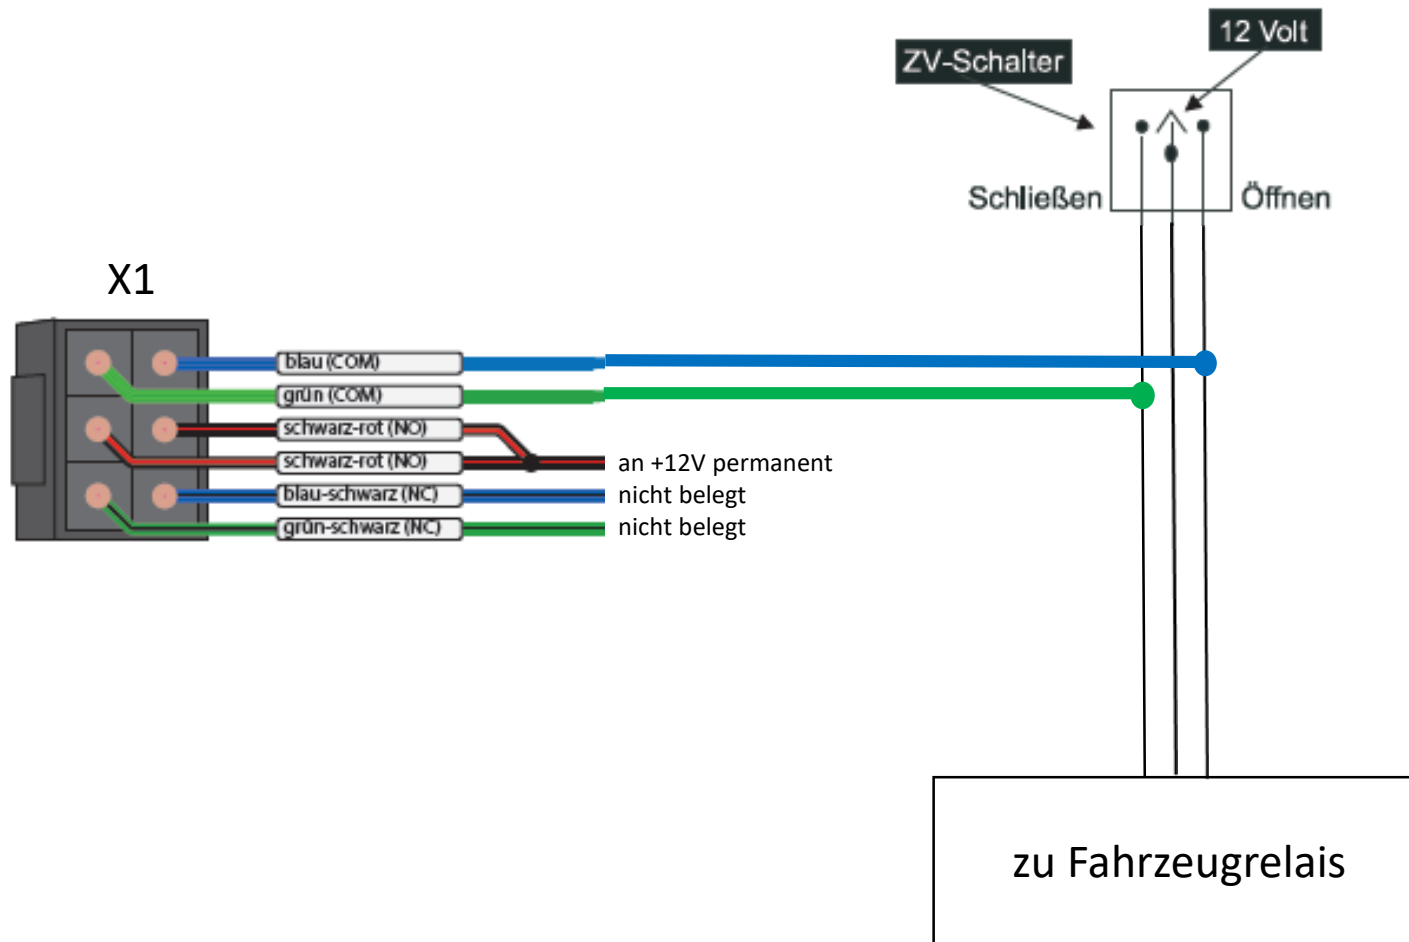 12 Volt
ZV-Schalter
Schließen
Öffnen
X1
blau (COM)
grün (COM)
schwarz-rot (NO)
schwarz-rot (NO)
an +12V permanent
blau-schwarz (NC)
nicht belegt
grün-schwarz (NC)
nicht belegt
zu Fahrzeugrelais